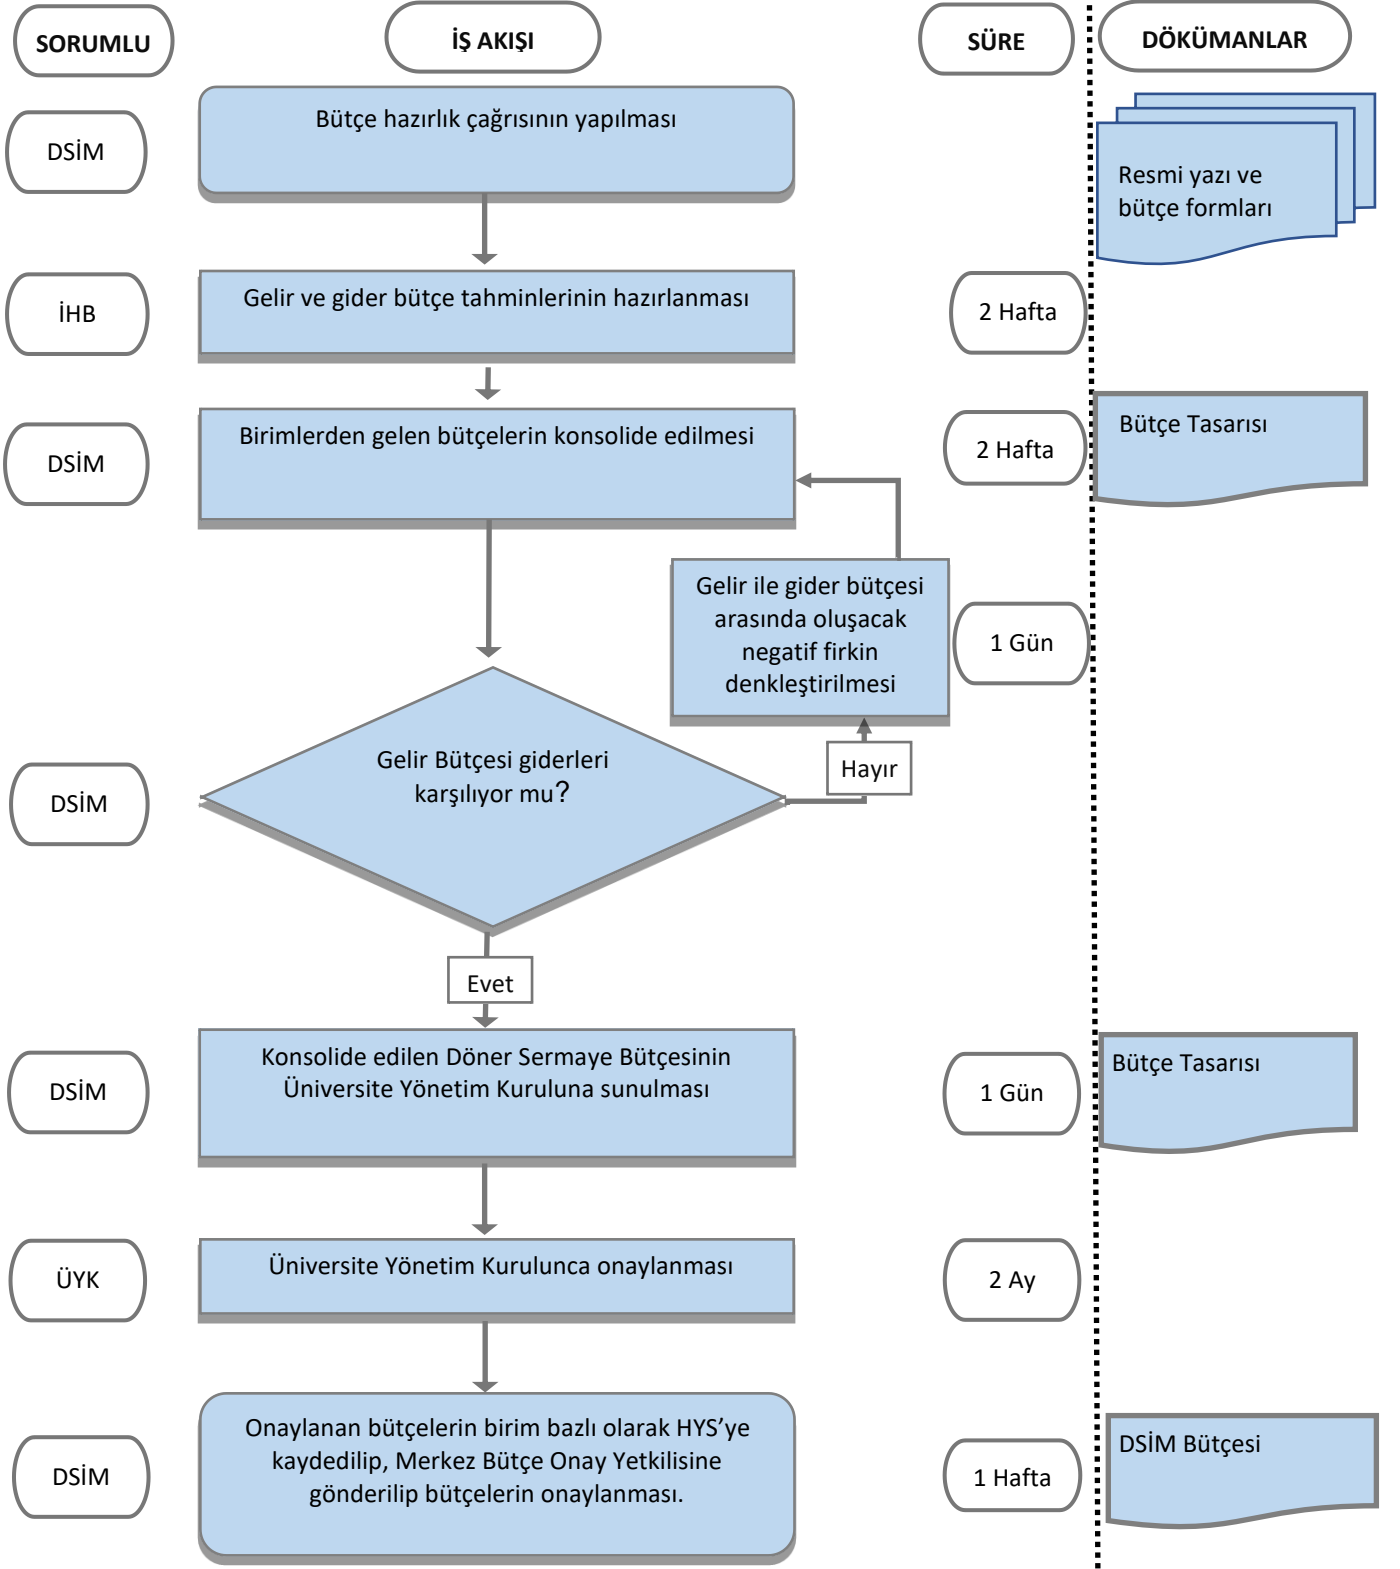 SORUMLU
İŞ AKIŞI
SÜRE
DÖKÜMANLAR
DSİM
Bütçe hazırlık çağrısının yapılması
Resmi yazı ve
bütçe formları
İHB
Gelir ve gider bütçe tahminlerinin hazırlanması
2 Hafta
DSİM
Birimlerden gelen bütçelerin konsolide edilmesi
2 Hafta
Bütçe Tasarısı
Gelir ile gider bütçesi
arasında oluşacak
negatif firkin
denkleştirilmesi
1 Gün
DSİM
Gelir Bütçesi giderleri
karşılıyor mu?
Hayır
Evet
DSİM
Konsolide edilen Döner Sermaye Bütçesinin
Üniversite Yönetim Kuruluna sunulması
1 Gün
Bütçe Tasarısı
ÜYK
Üniversite Yönetim Kurulunca onaylanması
2 Ay
DSİM
Onaylanan bütçelerin birim bazlı olarak HYS’ye
kaydedilip, Merkez Bütçe Onay Yetkilisine
gönderilip bütçelerin onaylanması.
1 Hafta
DSİM Bütçesi